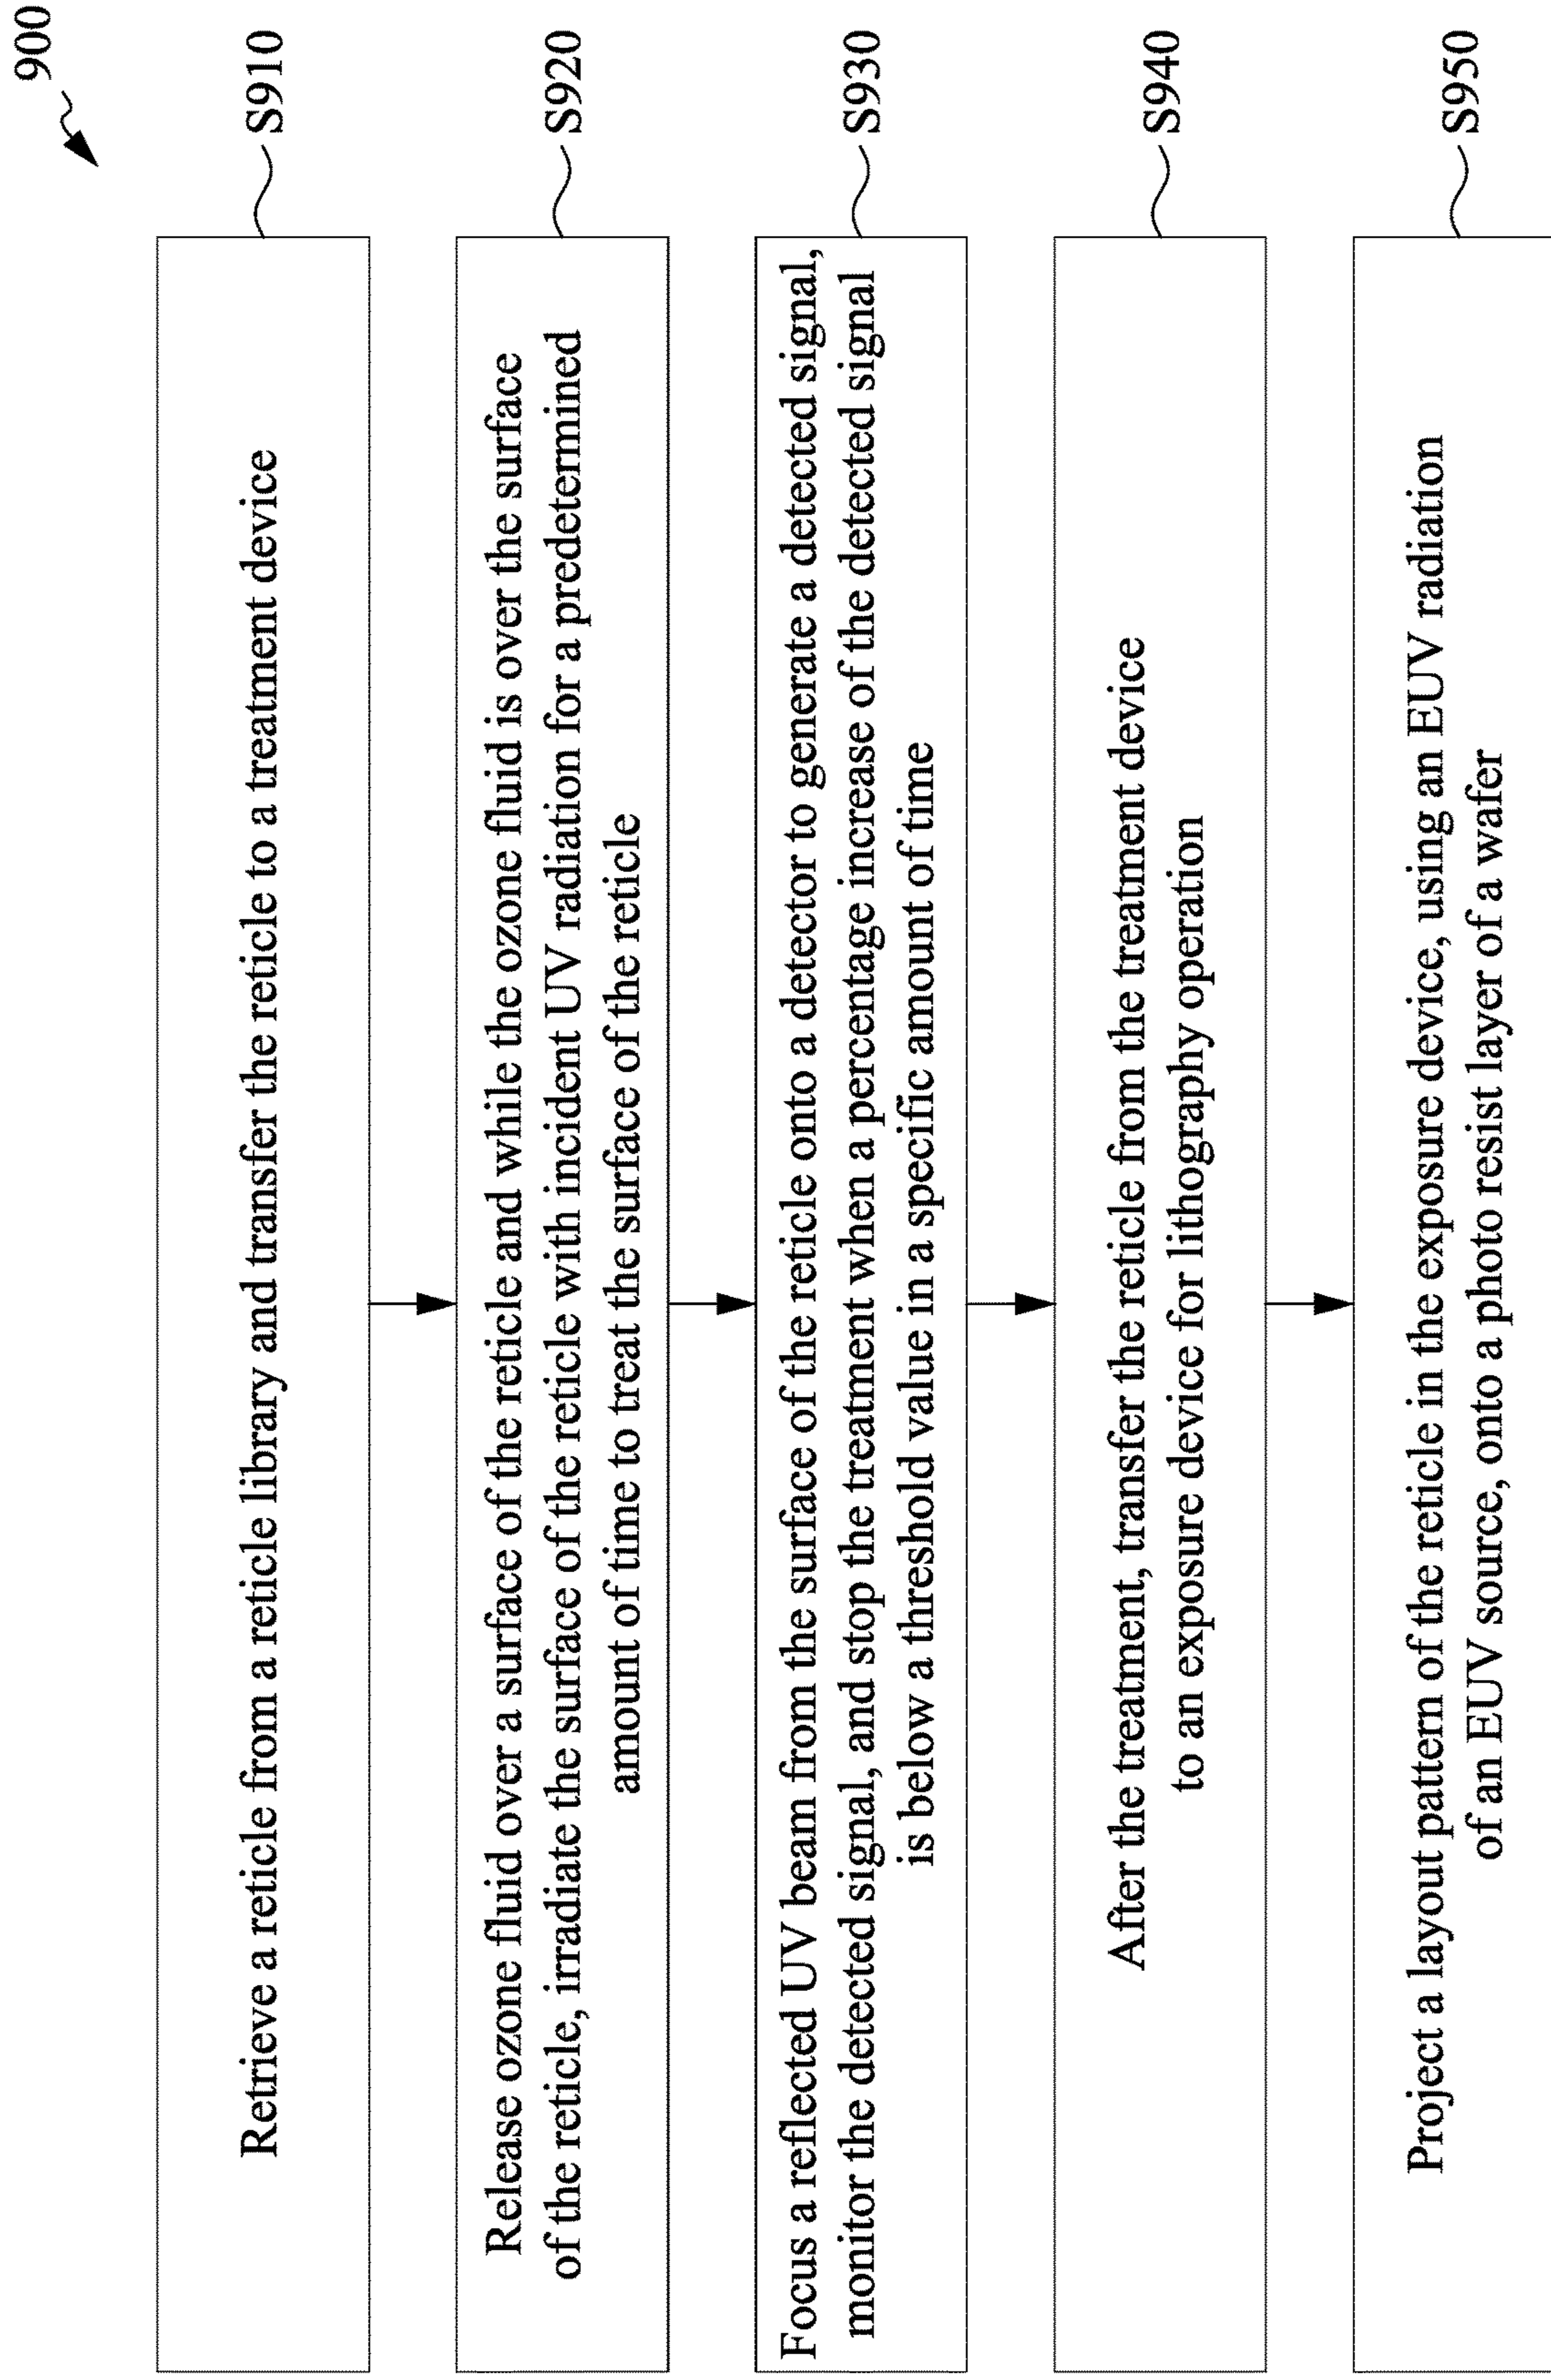 900
Retrieve a reticle from a reticle library and transfer the reticle to a treatment device
S910
Release ozone fluid over a surface of the reticle and while the ozone fluid is over the surface
of the reticle, irradiate the surface of the reticle with incident UV radiation for a predetermined
amount of time to treat the surface of the reticle
S920
Focus a reflected UV beam from the surface of the reticle onto a detector to generate a detected signal,
monitor the detected signal, and stop the treatment when a percentage increase of the detected signal
is below a threshold value in a specific amount of time
S930
After the treatment, transfer the reticle from the treatment device
to an exposure device for lithography operation
S940
Project a layout pattern of the reticle in the exposure device, using an EUV radiation
of an EUV source, onto a photo resist layer of a wafer
S950